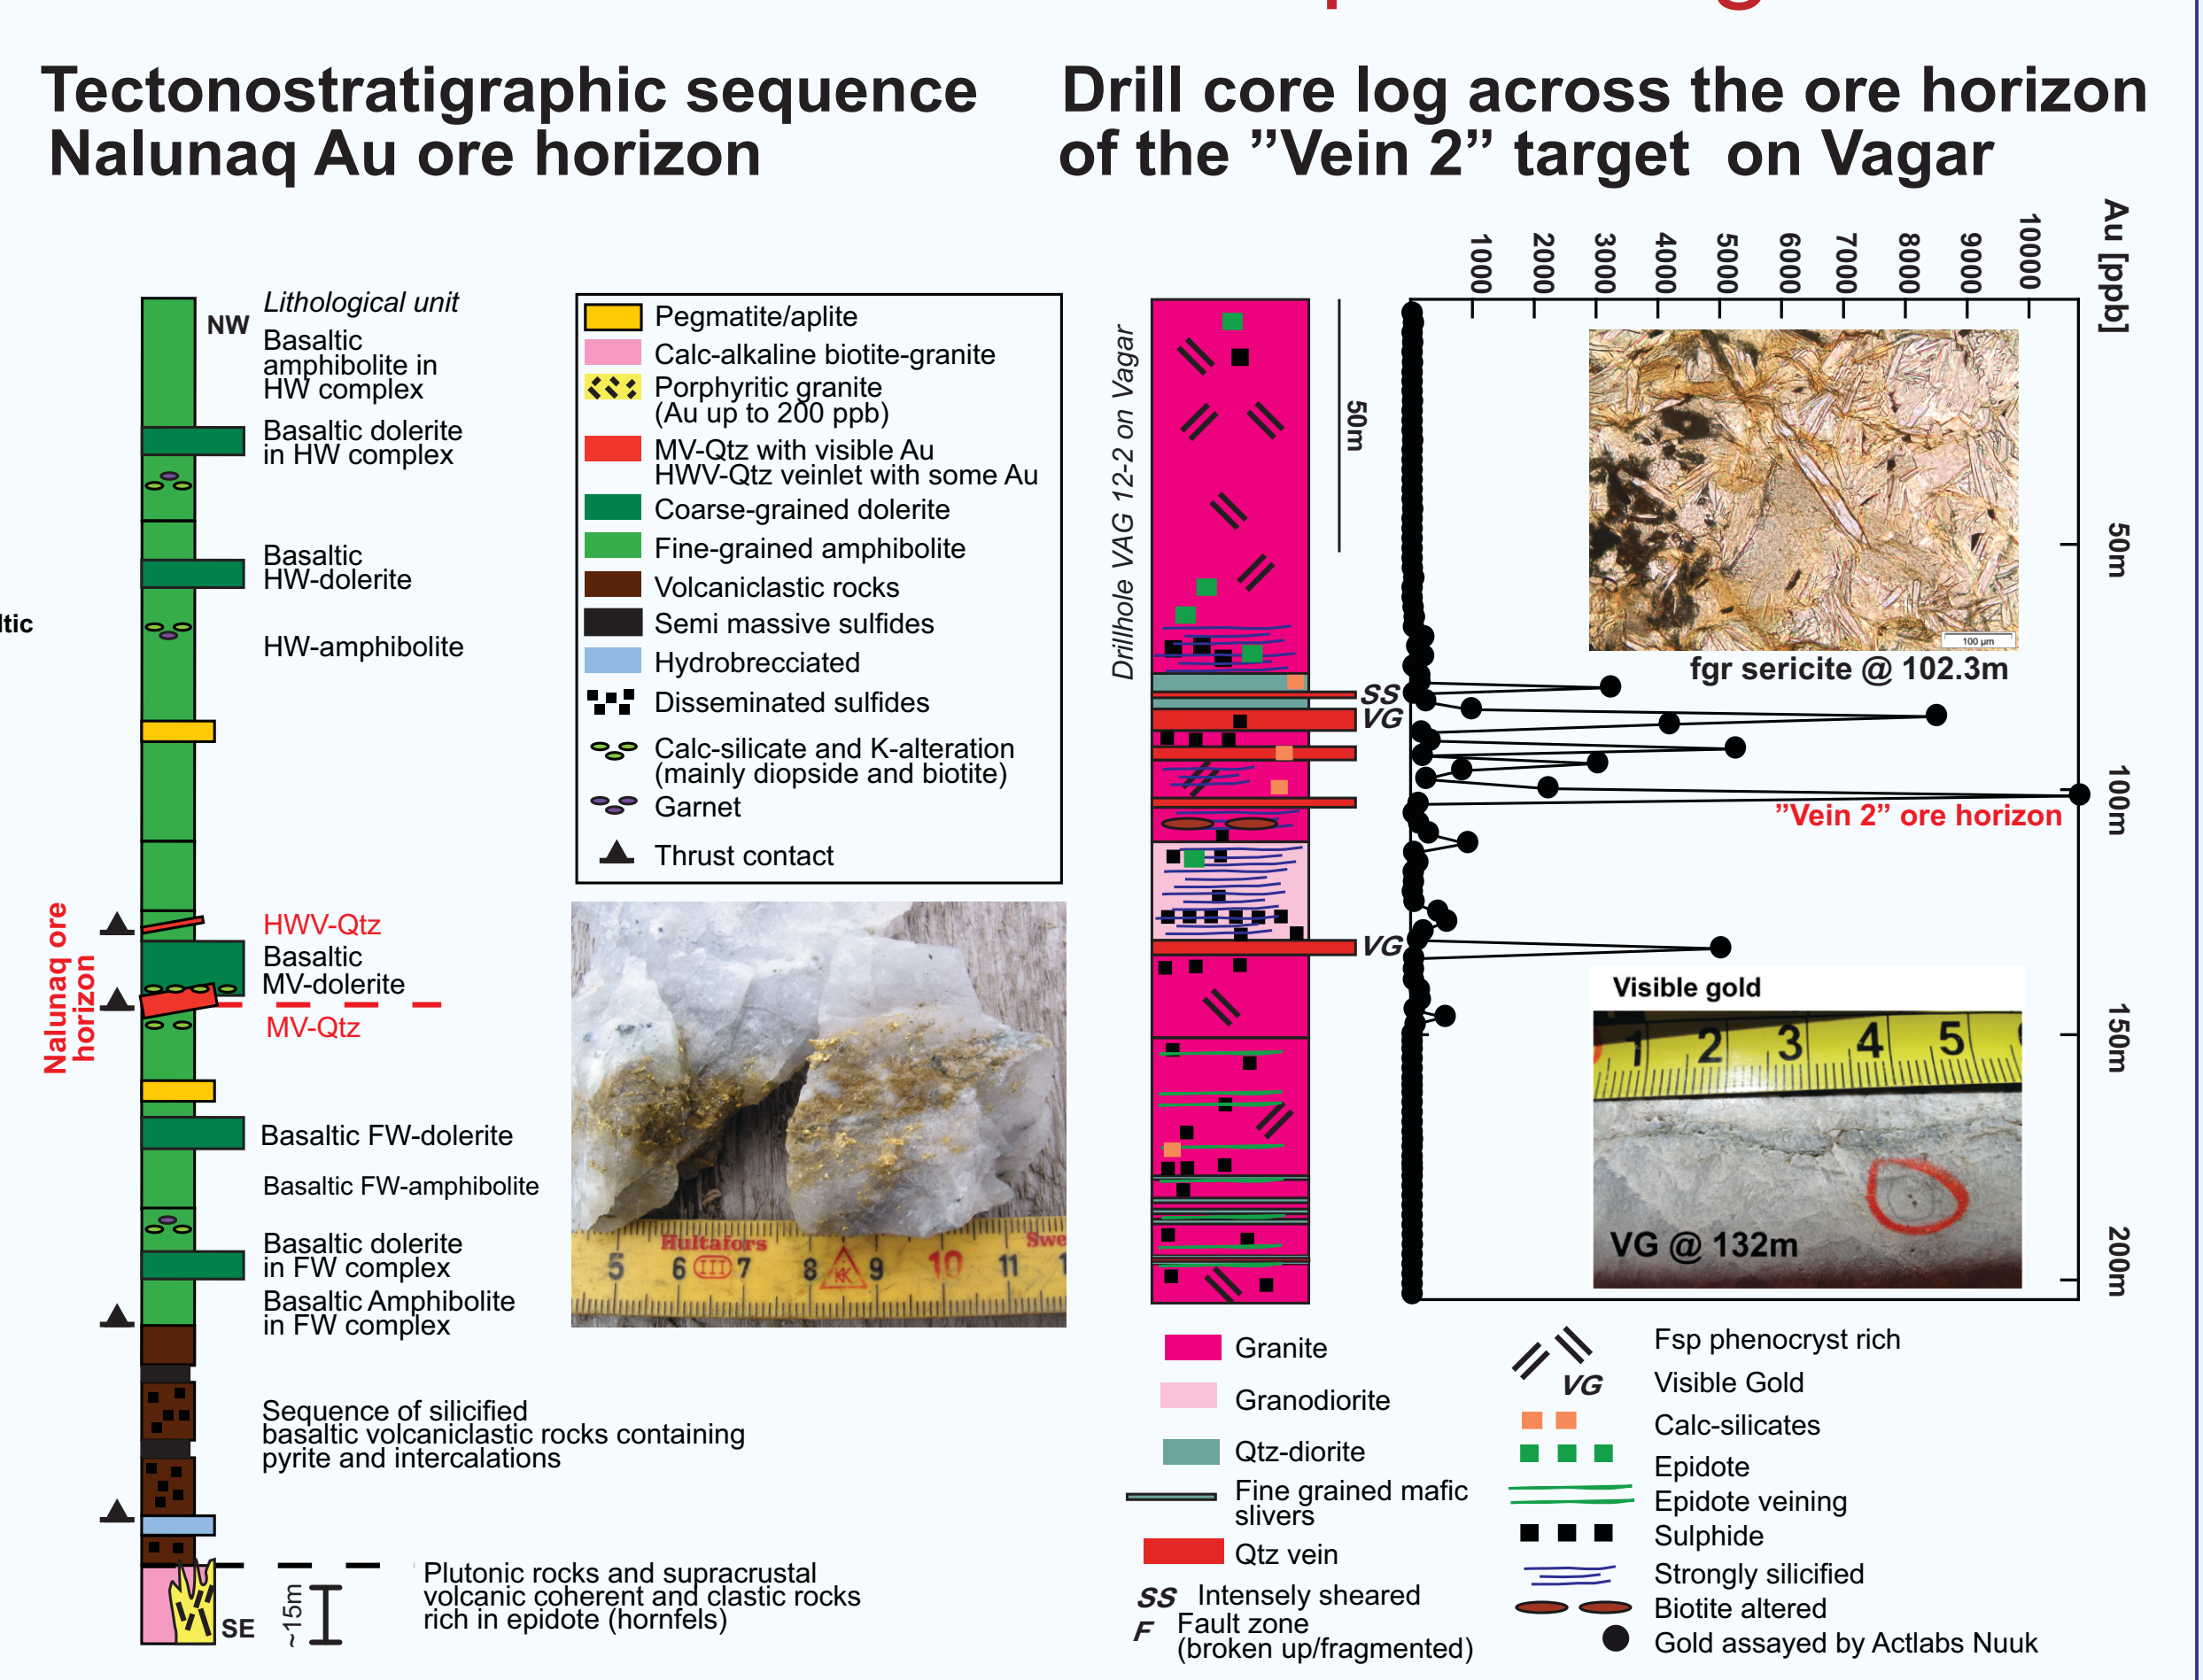 Tectonostratigraphic sequence
Nalunaq Au ore horizon
NW
Lithological unit
Basaltic
amphibolite in
HW complex
Basaltic dolerite
in HW complex
Basaltic
HW-dolerite
HW-amphibolite
HWV-Qtz
Basaltic
MV-dolerite
MV-Qtz
Nalunaq ore
horizon
Basaltic FW-dolerite
Basaltic FW-amphibolite
Basaltic dolerite
in FW complex
Basaltic Amphibolite
in FW complex
Sequence of silicified
basaltic volcaniclastic rocks containing
pyrite and intercalations
Plutonic rocks and supracrustal
volcanic coherent and clastic rocks
rich in epidote (hornfels)
SE
~15m
Pegmatite/aplite
Calc-alkaline biotite-granite
Porphyritic granite
(Au up to 200 ppb)
MV-Qtz with visible Au
HWV-Qtz veinlet with some Au
Coarse-grained dolerite
Fine-grained amphibolite
Volcaniclastic rocks
Semi massive sulfides
Hydrobrecciated
Disseminated sulfides
Calc-silicate and K-alteration
(mainly diopside and biotite)
Garnet
Thrust contact
Hultafors
5 6 III 7 8 9 10 11
Drill core log across the ore horizon
of the ”Vein 2” target on Vagar
Drillhole VAG 12-2 on Vagar
50m
SS
VG
VG
1000 2000 3000 4000 5000 6000 7000 8000 9000 10000
Au [ppb]
50m
100m
150m
200m
100 µm
fgr sericite @ 102.3m
”Vein 2” ore horizon
Visible gold
1 2 3 4 5
VG @ 132m
Granite
Granodiorite
Qtz-diorite
Fine grained mafic
slivers
Qtz vein
SS Intensely sheared
F Fault zone
(broken up/fragmented)
Fsp phenocryst rich
VG Visible Gold
Calc-silicates
Epidote
Epidote veining
Sulphide
Strongly silicified
Biotite altered
Gold assayed by Actlabs Nuuk